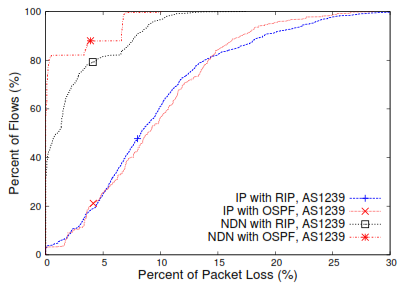 100
80
60
40
20
0
Percent of Flows (%)
IP with RIP, AS1239
IP with OSPF, AS1239
NDN with RIP, AS1239
NDN with OSPF, AS1239
0 5 10 15 20 25 30
Percent of Packet Loss (%)